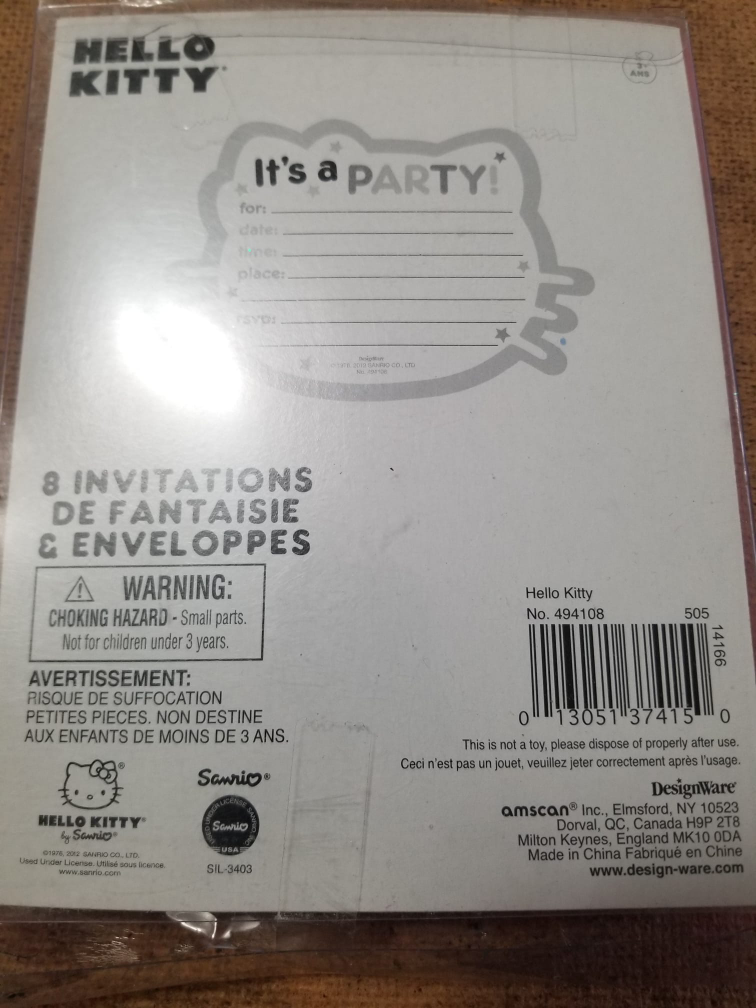 HELLO
KITTY
3+
ANS
It's a PARTY!
for:
date:
time:
place:
rsvp:
8 INVITATIONS
DE FANTAISIE
& ENVELOPPES
WARNING:
CHOKING HAZARD - Small parts.
Not for children under 3 years.
AVERTISSEMENT:
RISQUE DE SUFFOCATION
PETITES PIECES. NON DESTINE
AUX ENFANTS DE MOINS DE 3 ANS.
HELLO KITTY®
by Sanrio®
©1976, 2012 SANRIO CO., LTD.
Used Under License. Utilisé sous licence.
www.sanrio.com
Sanrio®
Sanrio
USA
SIL-3403
Hello Kitty
No. 494108 505
14166
0 13051 37415 0
This is not a toy, please dispose of properly after use.
Ceci n'est pas un jouet, veuillez jeter correctement après l'usage.
DesignWare®
amscan® Inc., Elmsford, NY 10523
Dorval, QC, Canada H9P 2T8
Milton Keynes, England MK10 0DA
Made in China Fabriqué en Chine
www.design-ware.com